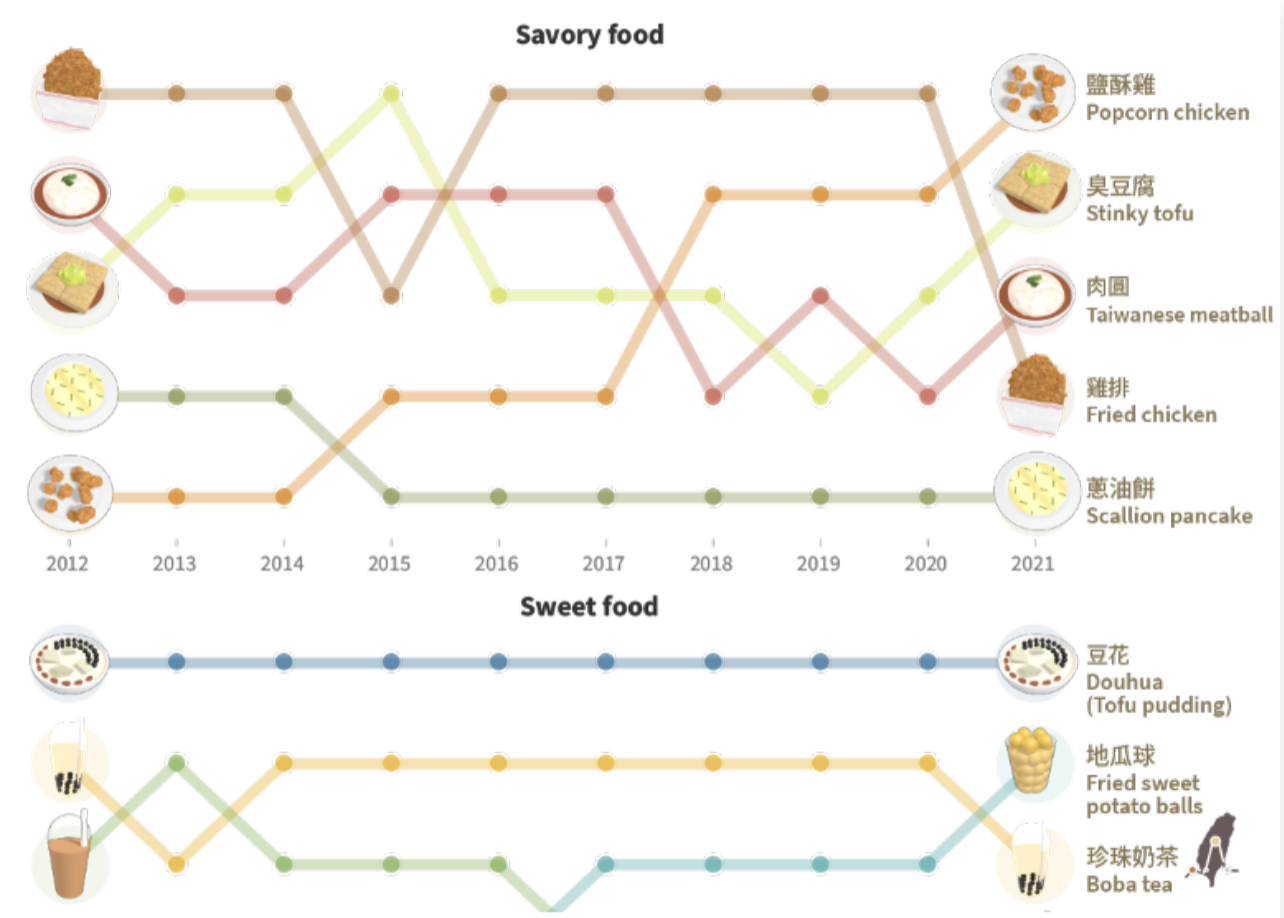 Savory food
鹽酥雞
Popcorn chicken
臭豆腐
Stinky tofu
肉圓
Taiwanese meatball
雞排
Fried chicken
蔥油餅
Scallion pancake
2012 2013 2014 2015 2016 2017 2018 2019 2020 2021
Sweet food
豆花
Douhua
(Tofu pudding)
地瓜球
Fried sweet
potato balls
珍珠奶茶
Boba tea